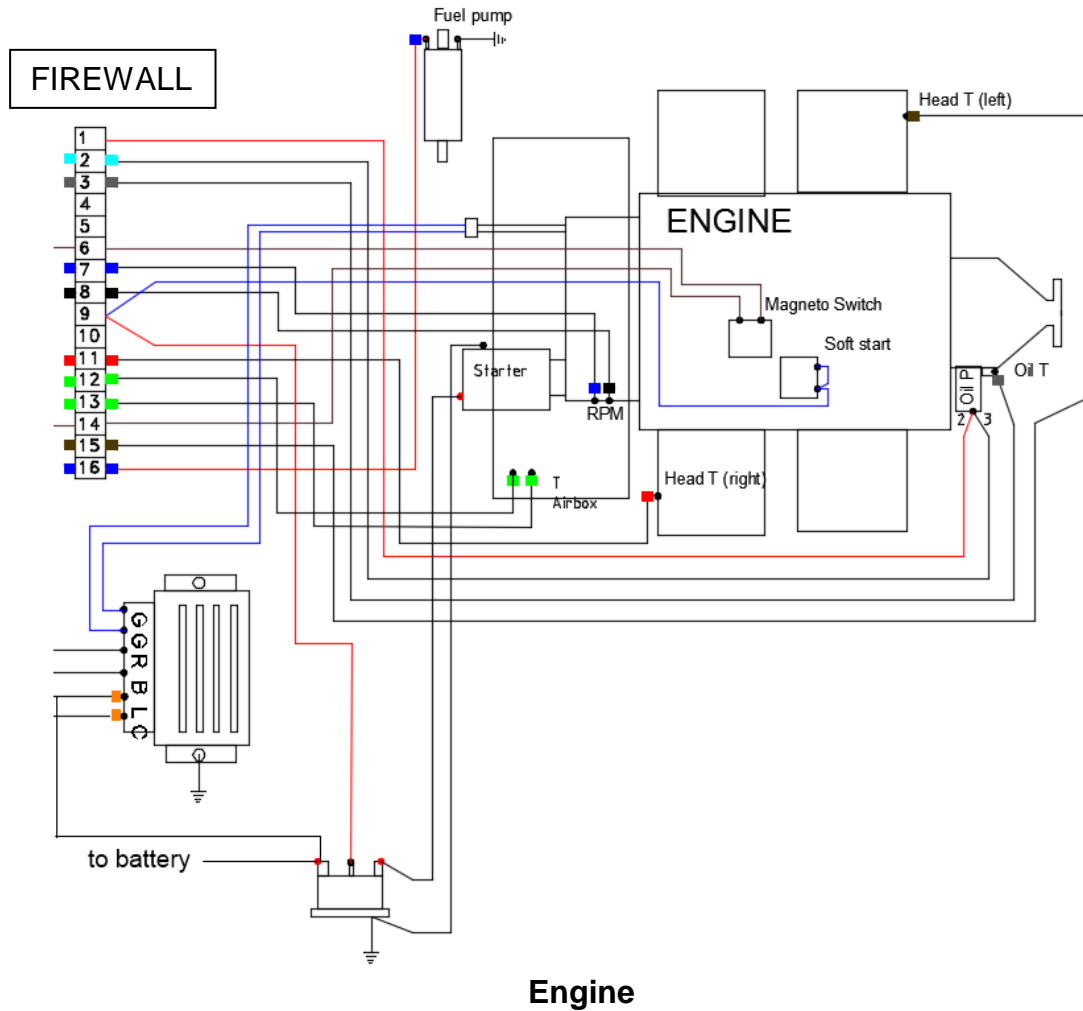 Fuel pump
FIREWALL
Head T (left)
1
2
3
4
5
6
7
8
9
10
11
12
13
14
15
16
ENGINE
Magneto Switch
Soft start
Starter
RPM
Oil P
Oil T
2 3
T
Airbox
Head T (right)
G
G
R
B
L
C
to battery
Engine